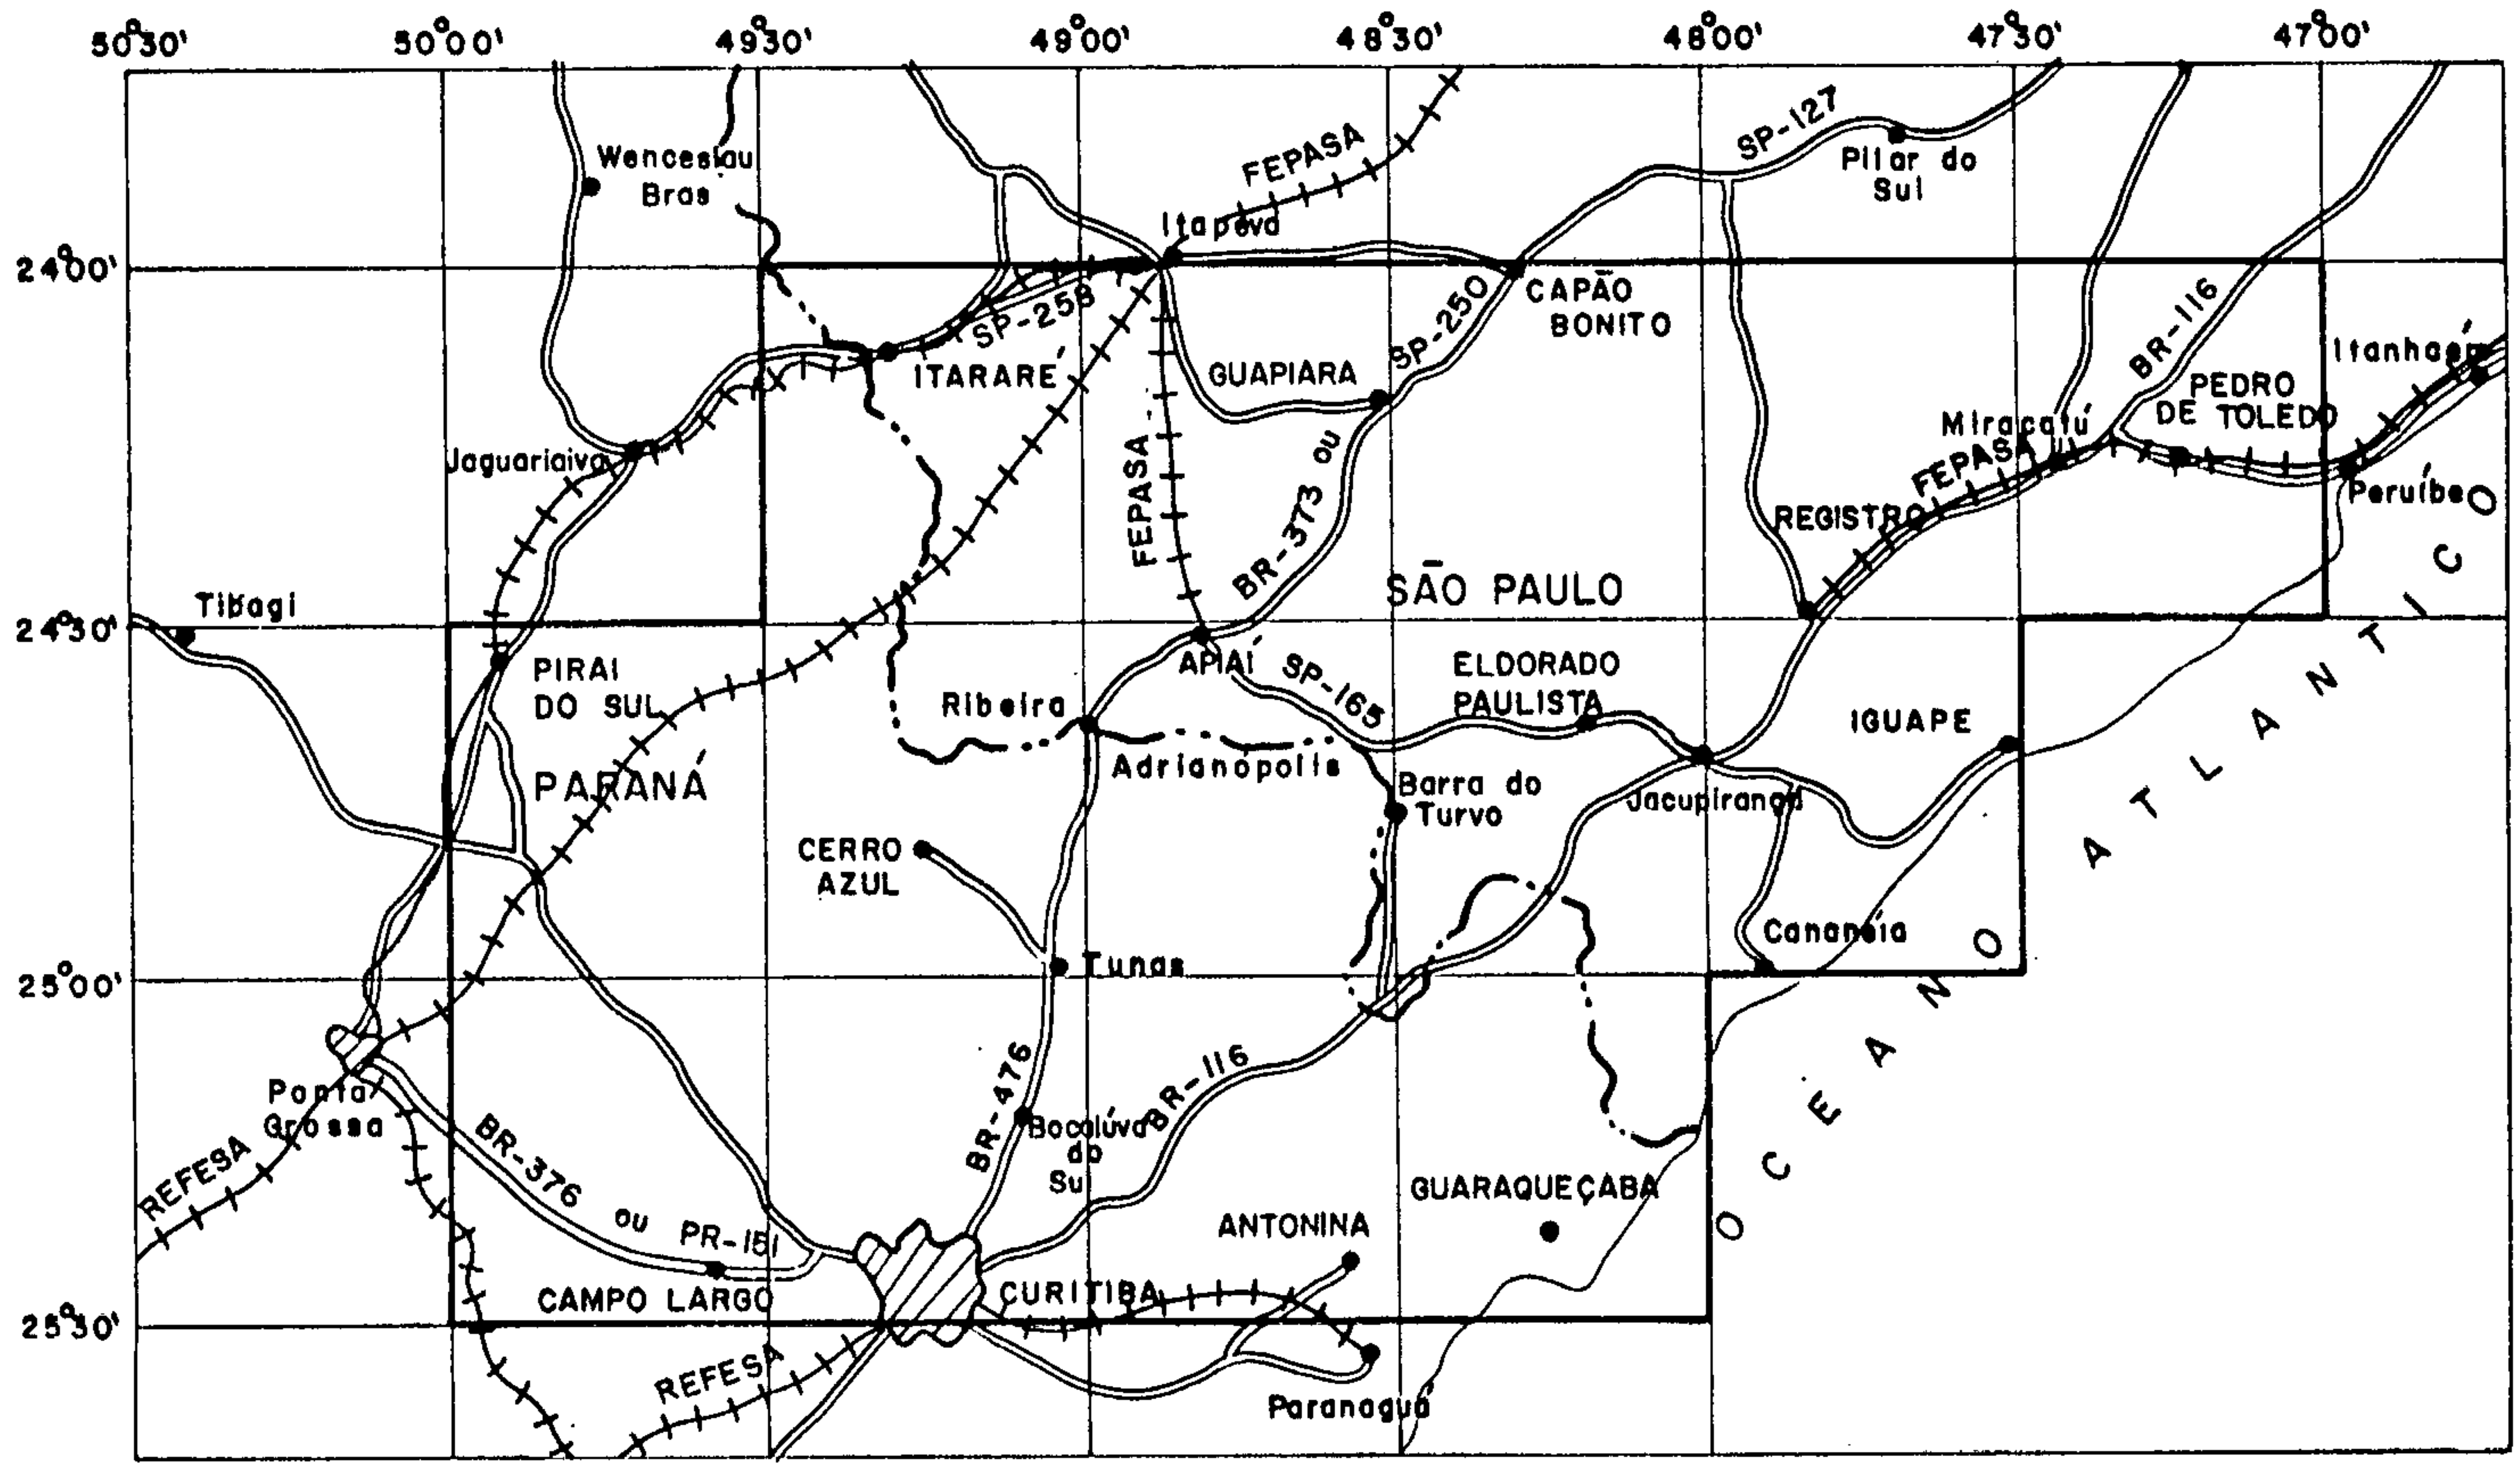 50°30' 50°00' 49°30' 49°00' 48°30' 48°00' 47°30' 47°00'
SP-127
Wenceslau
Bras
FEPASA
Pilar do
Sul
Itapeva
24°00'
SP-258
CAPÃO
BONITO
SP-250
BR-116
ITARARÉ
GUAPIARA
Itanhaém
PEDRO
DE TOLEDO
Miracatú
Jaguariaiva
FEPASA
FEPASA
BR-373 ou
Peruíbe
REGISTRO
SÃO PAULO
Tibagi
24°30'
PIRAI
DO SUL
APIAÍ
SP-165
ELDORADO
PAULISTA
Ribeira
IGUAPE
PARANÁ
Adrianópolis
Barra do
Turvo
Jacupiranga
CERRO
AZUL
Cananéia
Tunas
25°00'
OCEANO ATLANTICO
Ponta
Grossa
BR-476
BR-116
Bocaiúva
do
Sul
REFESA
BR-376 ou PR-151
GUARAQUEÇABA
ANTONINA
CAMPO LARGO
CURITIBA
25°30'
REFESA
Paranaguá